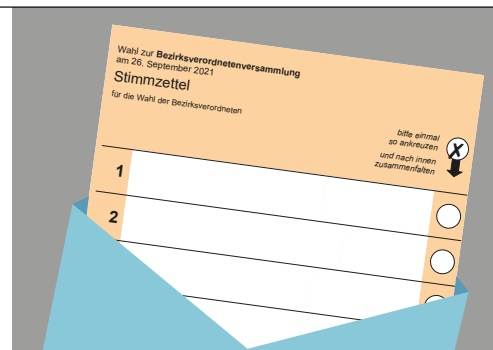 Wahl zur Bezirksverordnetenversammlung
am 26. September 2021
Stimmzettel
für die Wahl der Bezirksverordneten
bitte einmal
so ankreuzen
X
und nach innen
zusammenfalten
1
2